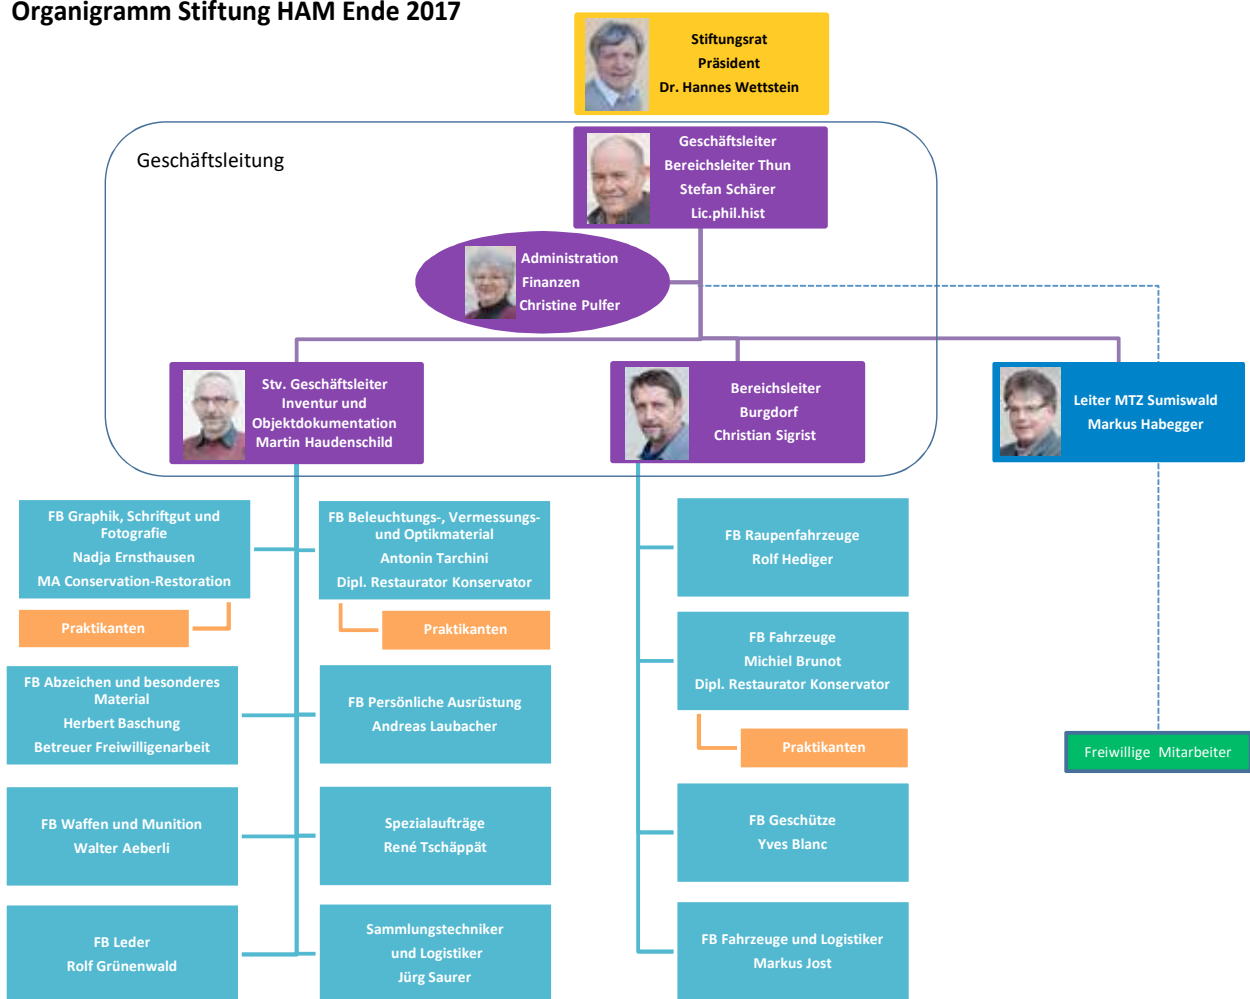 Organigramm Stiftung HAM Ende 2017
Stiftungsrat
Präsident
Dr. Hannes Wettstein
Geschäftsleitung
Geschäftsleiter
Bereichsleiter Thun
Stefan Schärer
Lic.phil.hist
Administration
Finanzen
Christine Pulfer
Stv. Geschäftsleiter
Inventur und
Objektdokumentation
Martin Haudenschild
Bereichsleiter
Burgdorf
Christian Sigrist
Leiter MTZ Sumiswald
Markus Habegger
FB Graphik, Schriftgut und
Fotografie
Nadja Ernsthausen
MA Conservation-Restoration
Praktikanten
FB Beleuchtungs-, Vermessungs-
und Optikmaterial
Antonin Tarchini
Dipl. Restaurator Konservator
Praktikanten
FB Raupenfahrzeuge
Rolf Hediger
FB Abzeichen und besonderes
Material
Herbert Baschung
Betreuer Freiwilligenarbeit
FB Persönliche Ausrüstung
Andreas Laubacher
FB Fahrzeuge
Michiel Brunot
Dipl. Restaurator Konservator
Praktikanten
Freiwillige Mitarbeiter
FB Waffen und Munition
Walter Aeberli
Spezialaufträge
René Tschäppät
FB Geschütze
Yves Blanc
FB Leder
Rolf Grünenwald
Sammlungstechniker
und Logistiker
Jürg Saurer
FB Fahrzeuge und Logistiker
Markus Jost